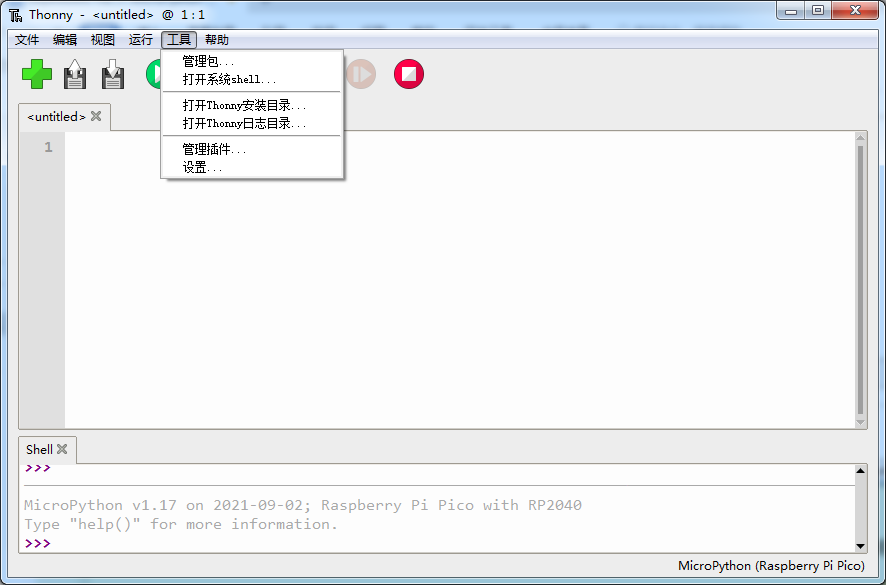 Thonny - <untitled> @ 1:1
文件 编辑 视图 运行 工具 帮助
管理包...
打开系统shell...
打开Thonny安装目录...
打开Thonny日志目录...
管理插件...
设置...
<untitled>
1
Shell
>>>
MicroPython v1.17 on 2021-09-02; Raspberry Pi Pico with RP2040
Type "help()" for more information.
>>>
MicroPython (Raspberry Pi Pico)